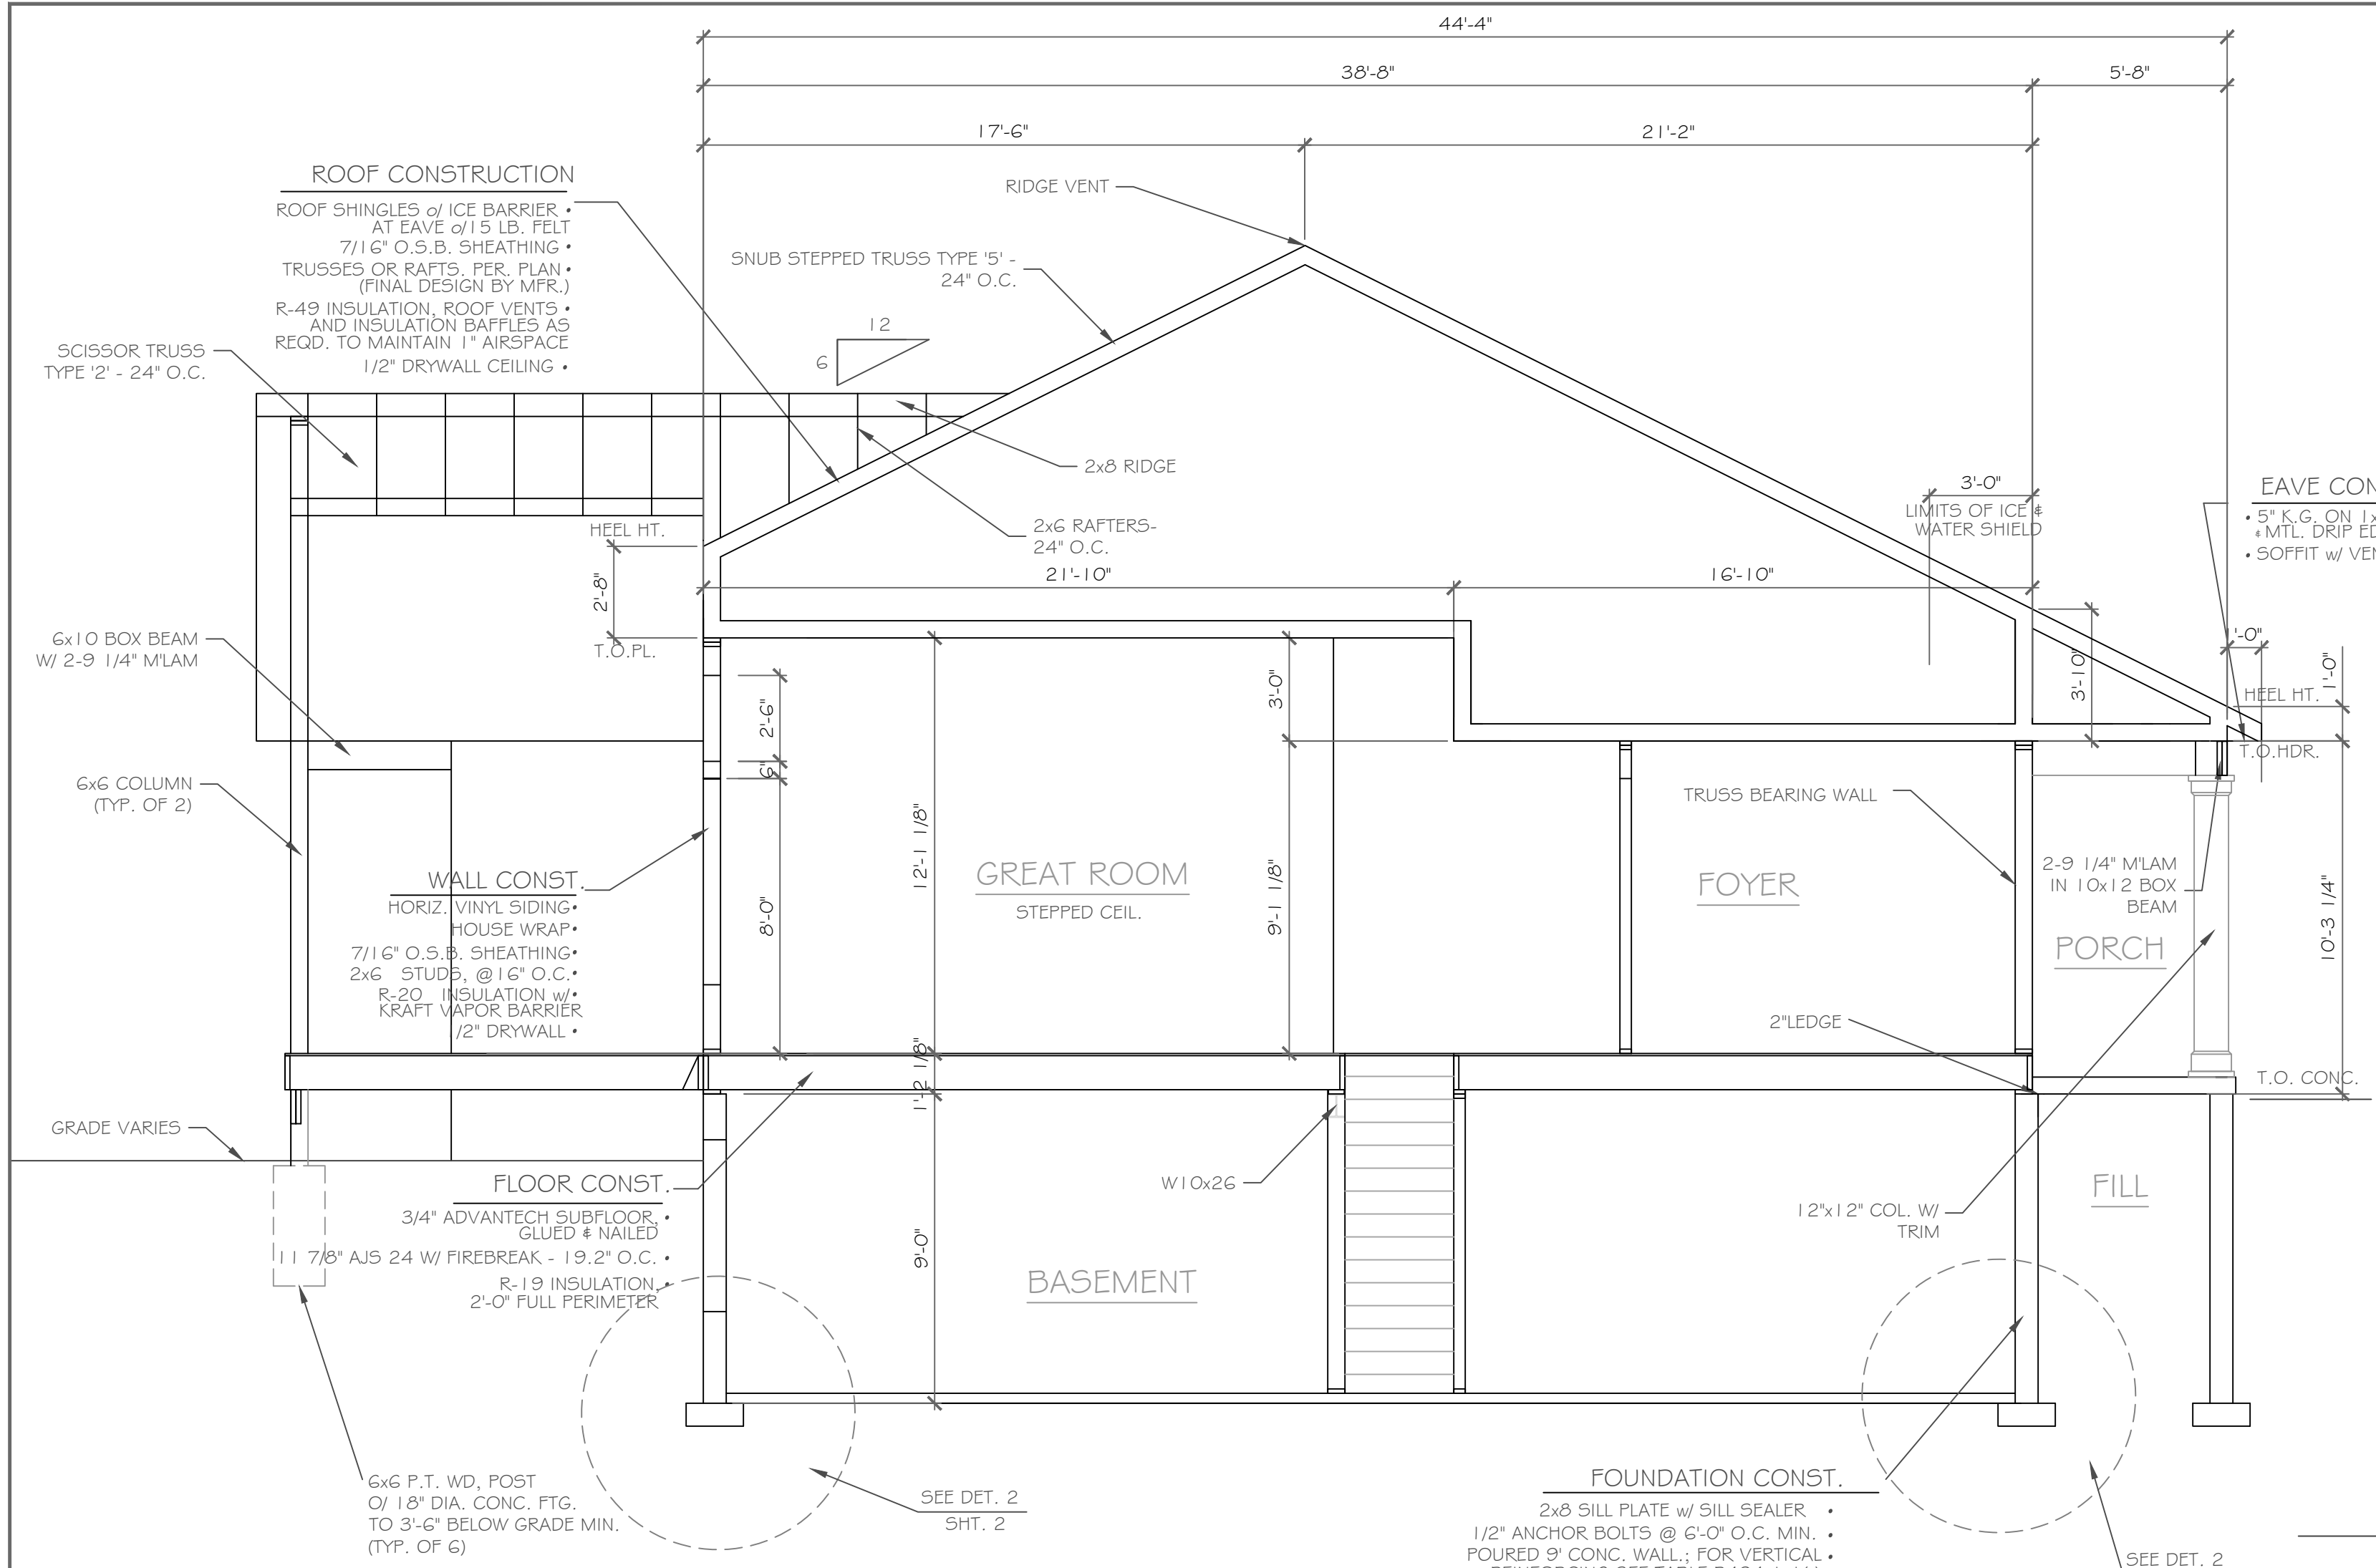 44'-4"
38'-8"
5'-8"
17'-6"
21'-2"
ROOF CONSTRUCTION
ROOF SHINGLES o/ ICE BARRIER •
AT EAVE o/15 LB. FELT
7/16" O.S.B. SHEATHING •
TRUSSES OR RAFTS. PER. PLAN •
(FINAL DESIGN BY MFR.)
R-49 INSULATION, ROOF VENTS •
AND INSULATION BAFFLES AS
REQD. TO MAINTAIN 1" AIRSPACE
1/2" DRYWALL CEILING •
RIDGE VENT
SNUB STEPPED TRUSS TYPE '5' -
24" O.C.
12
6
SCISSOR TRUSS
TYPE '2' - 24" O.C.
2x8 RIDGE
2x6 RAFTERS-
24" O.C.
HEEL HT.
2'-8"
T.O.PL.
21'-10"
16'-10"
3'-0"
LIMITS OF ICE &
WATER SHIELD
EAVE CON
• 5" K.G. ON 1x
& MTL. DRIP ED
• SOFFIT w/ VEN
6x10 BOX BEAM
W/ 2-9 1/4" M'LAM
6x6 COLUMN
(TYP. OF 2)
2'-6"
6"
8'-0"
12'-1 1/8"
3'-0"
9'-1 1/8"
3'-10"
'-0"
1'-0"
HEEL HT.
T.O.HDR.
10'-3 1/4"
T.O. CONC.
WALL CONST.
HORIZ. VINYL SIDING•
HOUSE WRAP•
7/16" O.S.B. SHEATHING•
2x6 STUDS, @16" O.C.•
R-20 INSULATION w/•
KRAFT VAPOR BARRIER
/2" DRYWALL •
GREAT ROOM
STEPPED CEIL.
TRUSS BEARING WALL
FOYER
2-9 1/4" M'LAM
IN 10x12 BOX
BEAM
PORCH
2"LEDGE
1'-2 1/8"
GRADE VARIES
FLOOR CONST.
3/4" ADVANTECH SUBFLOOR, •
GLUED & NAILED
11 7/8" AJS 24 W/ FIREBREAK - 19.2" O.C. •
R-19 INSULATION, •
2'-0" FULL PERIMETER
9'-0"
BASEMENT
W10x26
12"x12" COL. W/
TRIM
FILL
6x6 P.T. WD, POST
O/ 18" DIA. CONC. FTG.
TO 3'-6" BELOW GRADE MIN.
(TYP. OF 6)
SEE DET. 2
SHT. 2
FOUNDATION CONST.
2x8 SILL PLATE w/ SILL SEALER •
1/2" ANCHOR BOLTS @ 6'-0" O.C. MIN. •
POURED 9' CONC. WALL.; FOR VERTICAL •
SEE DET. 2